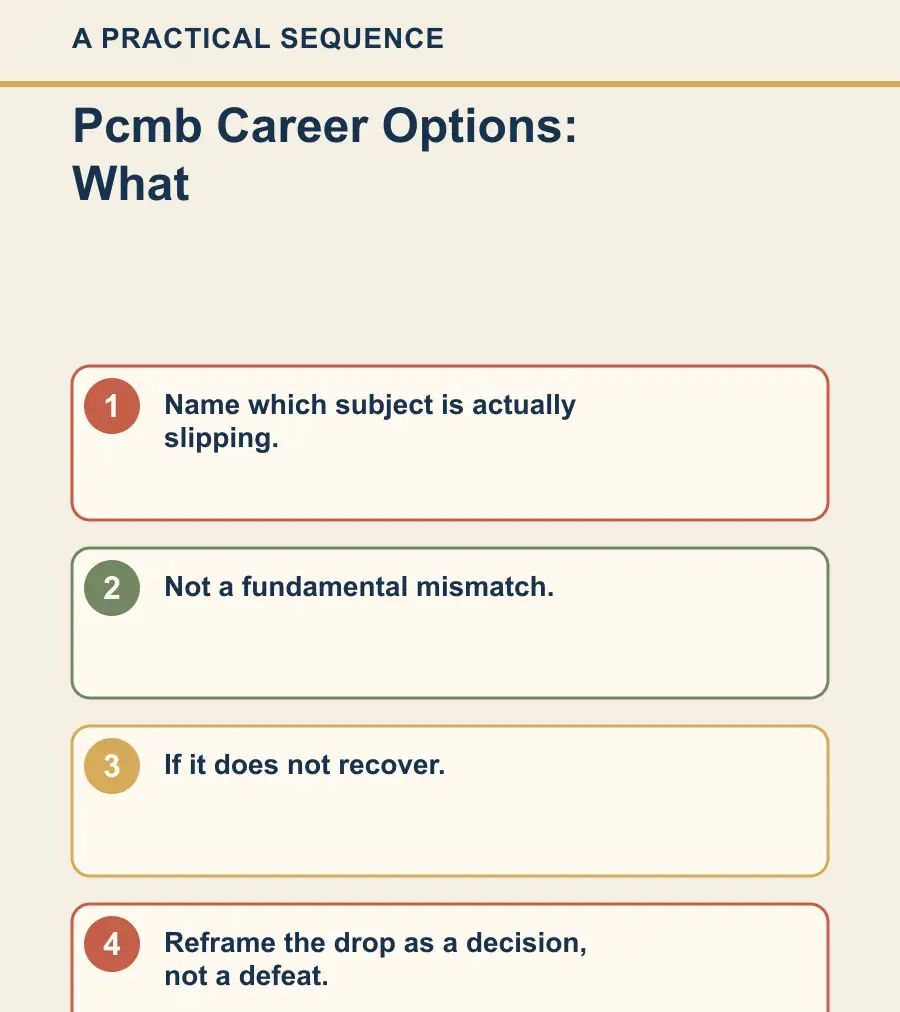 A PRACTICAL SEQUENCE
Pcmb Career Options:
What
1
Name which subject is actually
slipping.
2
Not a fundamental mismatch.
3
If it does not recover.
4
Reframe the drop as a decision,
not a defeat.